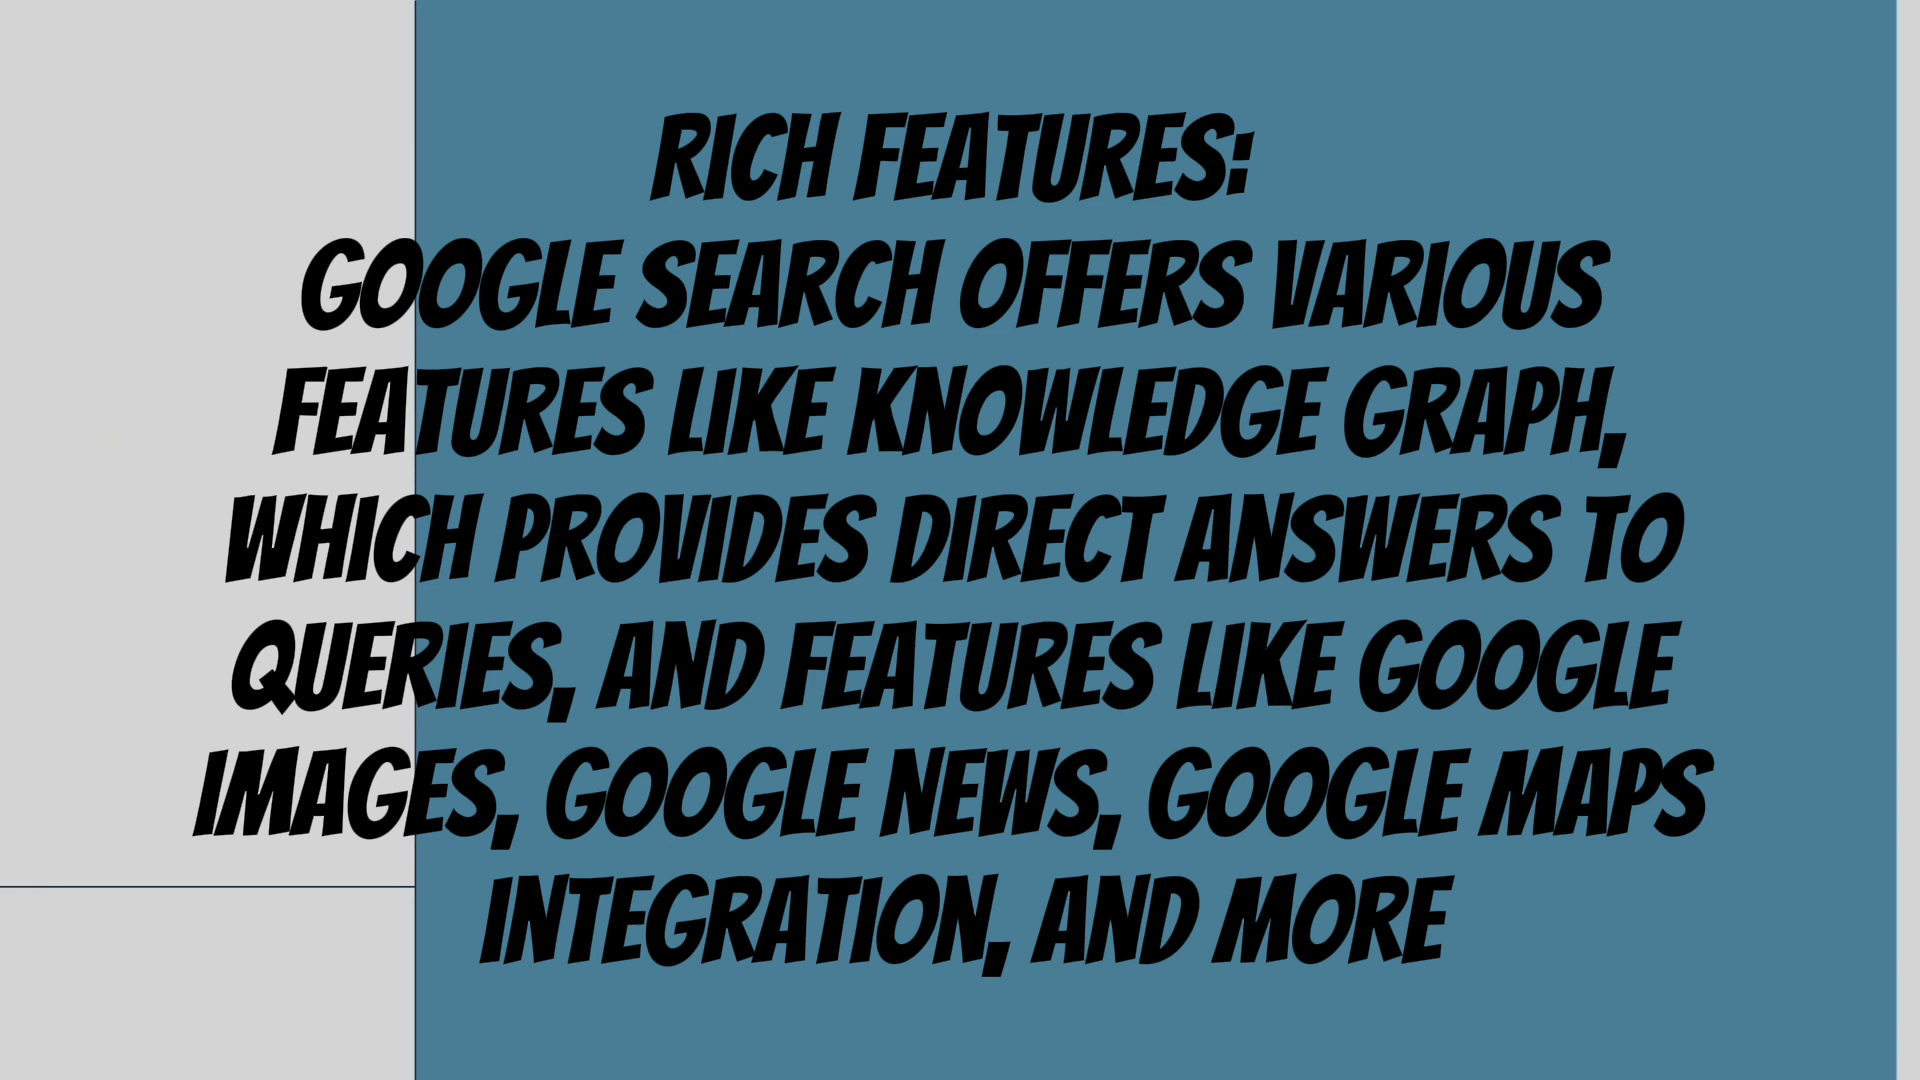 RICH FEATURES:
GOOGLE SEARCH OFFERS VARIOUS
FEATURES LIKE KNOWLEDGE GRAPH,
WHICH PROVIDES DIRECT ANSWERS TO
QUERIES, AND FEATURES LIKE GOOGLE
IMAGES, GOOGLE NEWS, GOOGLE MAPS
INTEGRATION, AND MORE